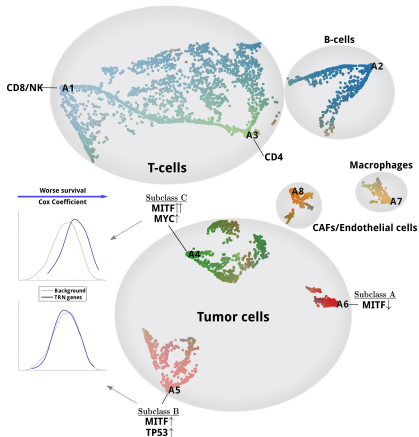 B-cells
A2
CD8/NK
A1
A3
CD4
T-cells
Macrophages
A7
A8
CAFs/Endothelial cells
Worse survival
Cox Coefficient
Subclass C
MITF↑↑
MYC↑
Background
TRN genes
A4
Tumor cells
A6
Subclass A
MITF↓
A5
Subclass B
MITF↑
TP53↑